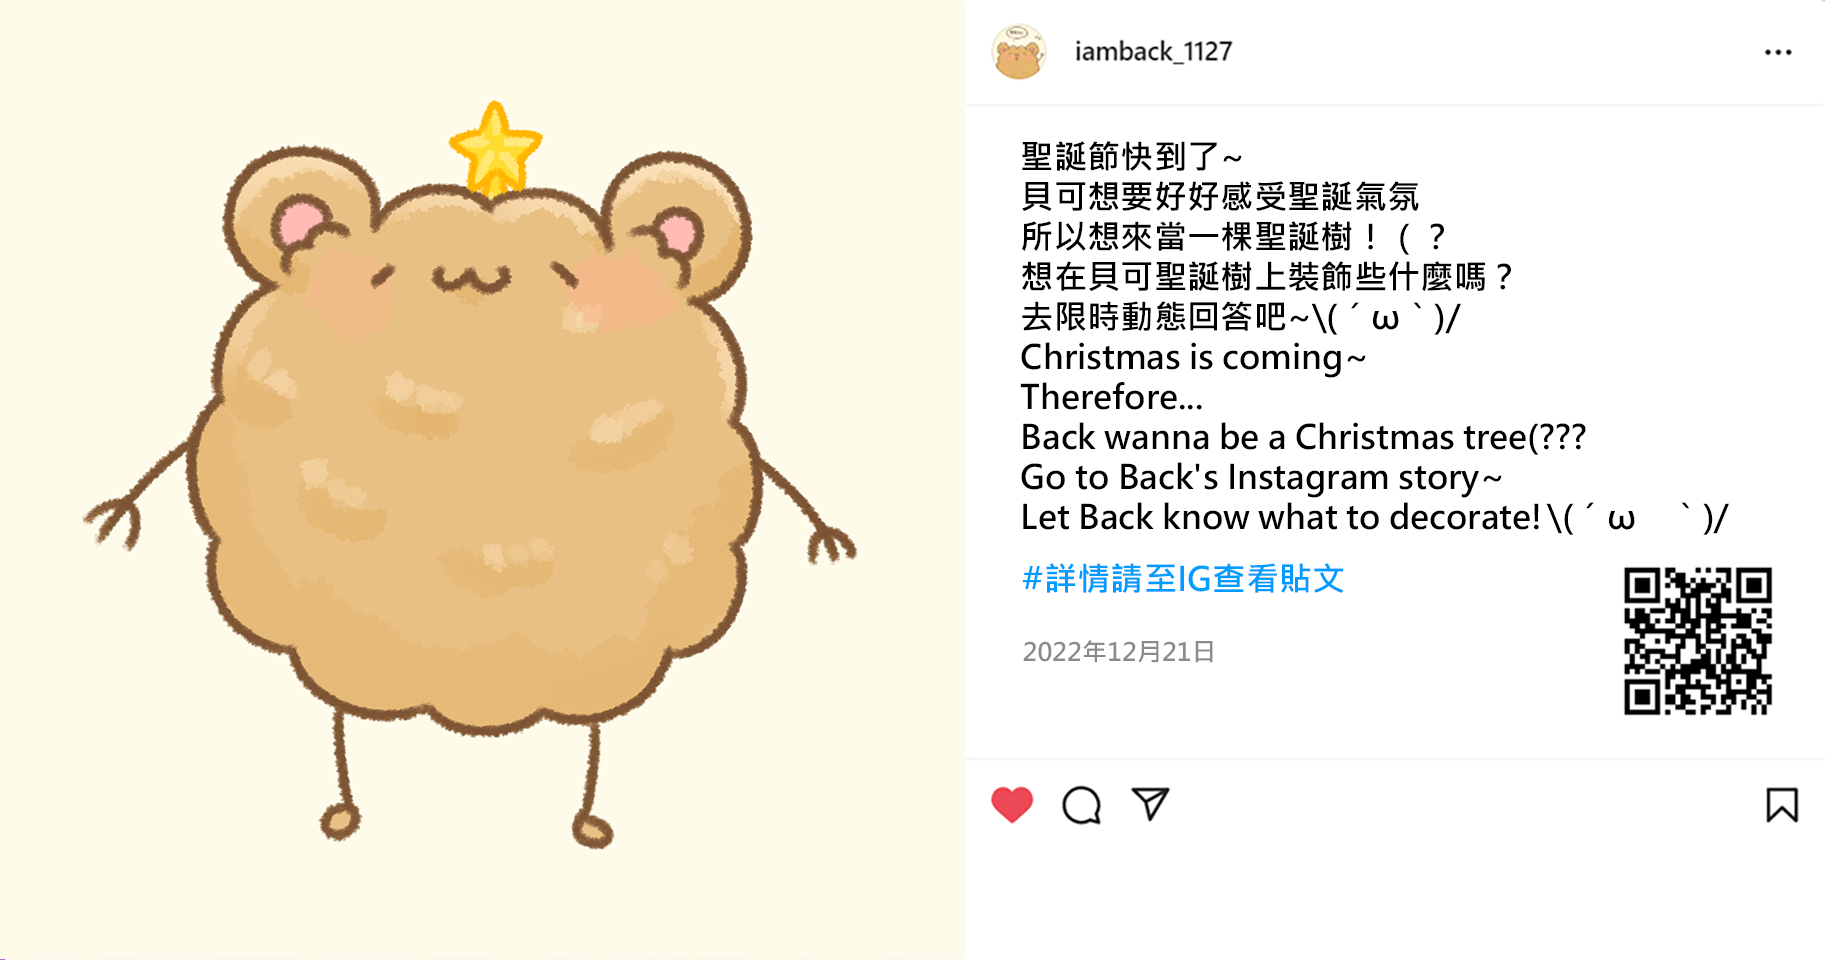 iamback_1127
聖誕節快到了~
貝可想要好好感受聖誕氣氛
所以想來當一棵聖誕樹！（？
想在貝可聖誕樹上裝飾些什麼嗎？
去限時動態回答吧~\(´ω`)/
Christmas is coming~
Therefore...
Back wanna be a Christmas tree(???
Go to Back's Instagram story~
Let Back know what to decorate!\(´ω　`)/
#詳情請至IG查看貼文
2022年12月21日